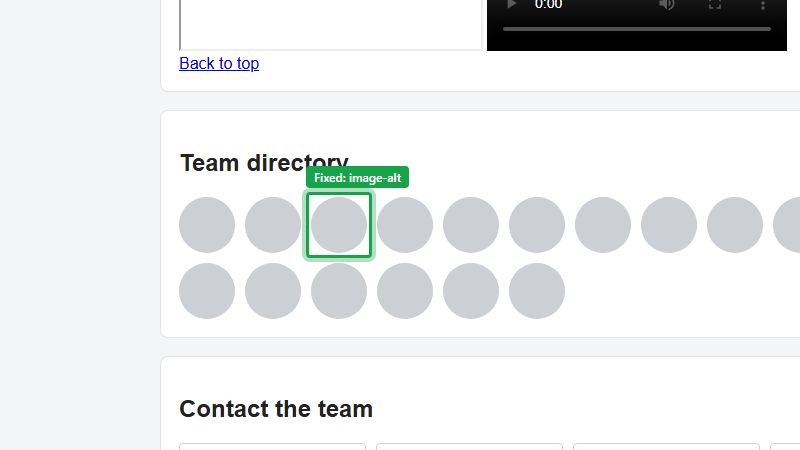 0:00
Back to top
Team directory
Fixed: image-alt
Contact the team